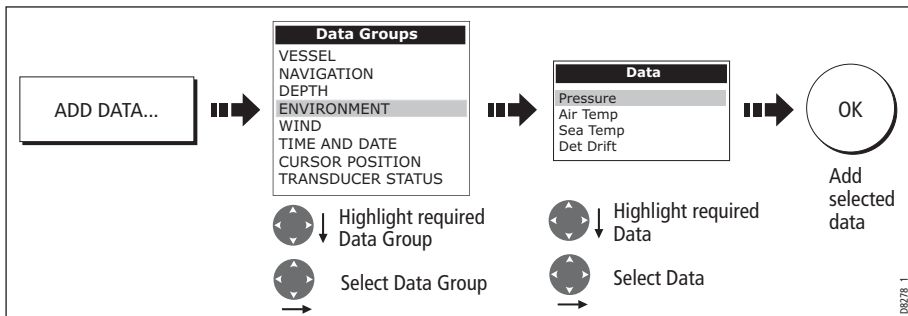 ADD DATA...
Data Groups
VESSEL
NAVIGATION
DEPTH
ENVIRONMENT
WIND
TIME AND DATE
CURSOR POSITION
TRANSDUCER STATUS
Highlight required
Data Group
Select Data Group
Data
Pressure
Air Temp
Sea Temp
Det Drift
Highlight required
Data
Select Data
OK
Add
selected
data
D8278_1